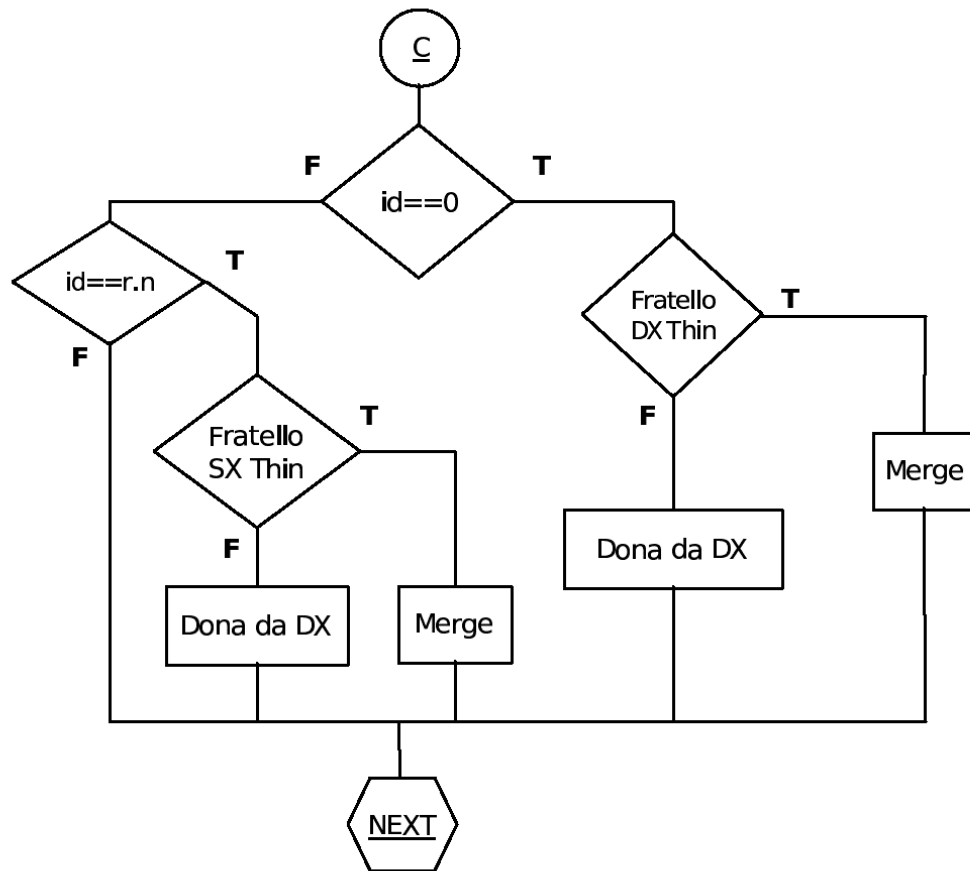 C
F
T
id==0
id==r.n
T
F
Fratello
DX Thin
T
F
Fratello
SX Thin
T
F
Merge
Dona da DX
Dona da DX
Merge
NEXT